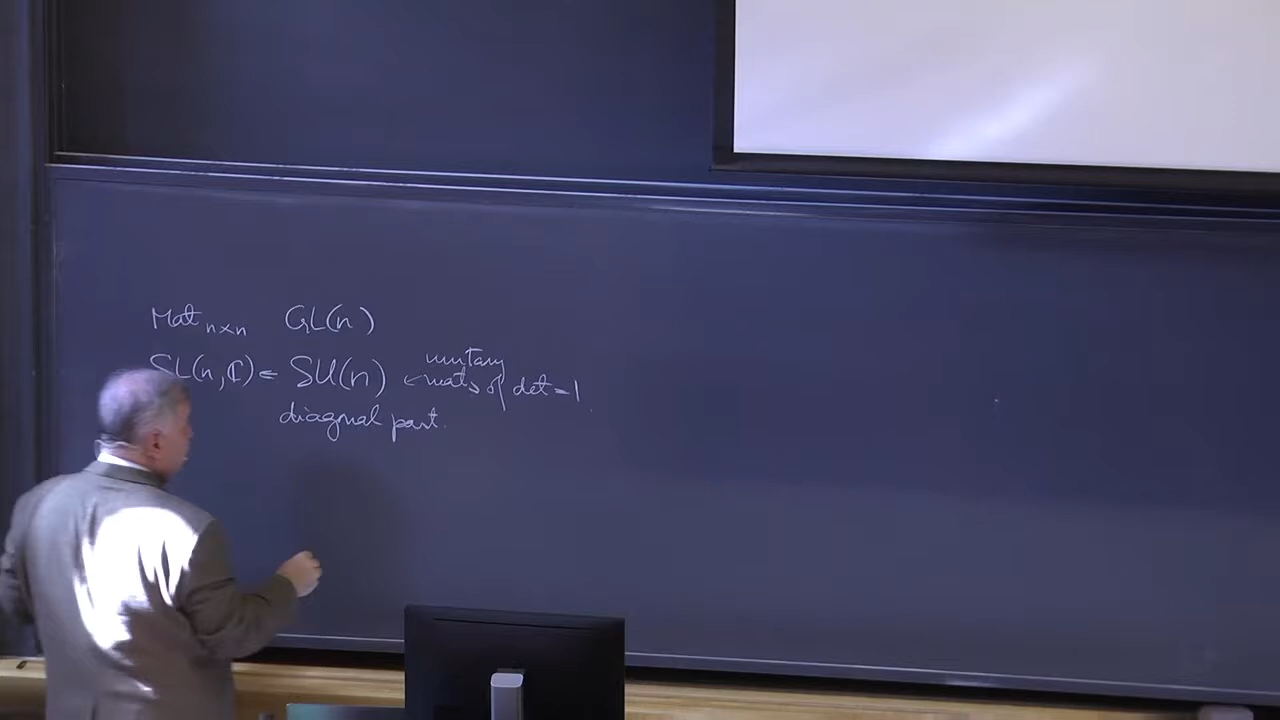 Mat n×n GL(n)
SL(n, ℂ) ⊂ SU(n) ← unitary mats of det = 1.
diagonal part.